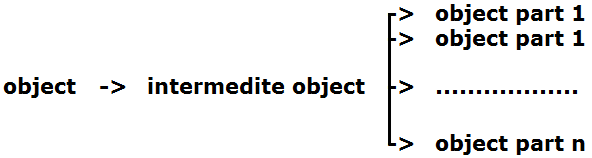 -> object part 1
-> object part 1
object -> intermedite object -> ..................
-> object part n